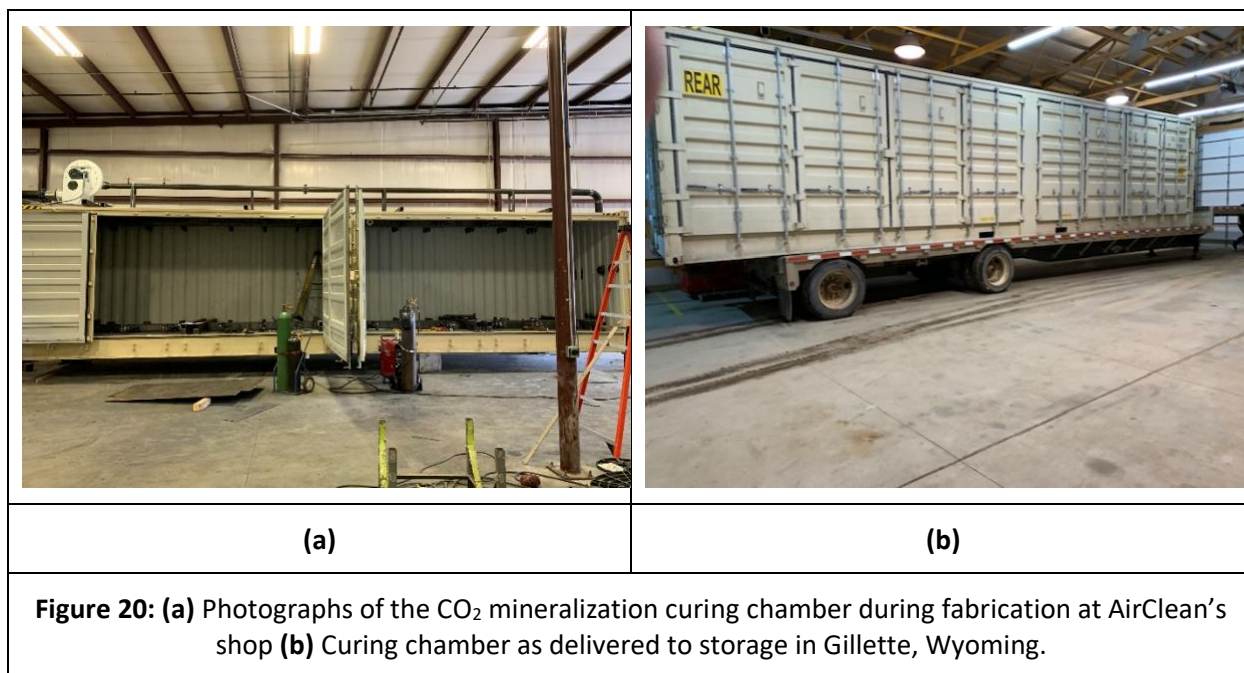 REAR
(a)
(b)
Figure 20: (a) Photographs of the CO₂ mineralization curing chamber during fabrication at AirClean’s
shop (b) Curing chamber as delivered to storage in Gillette, Wyoming.